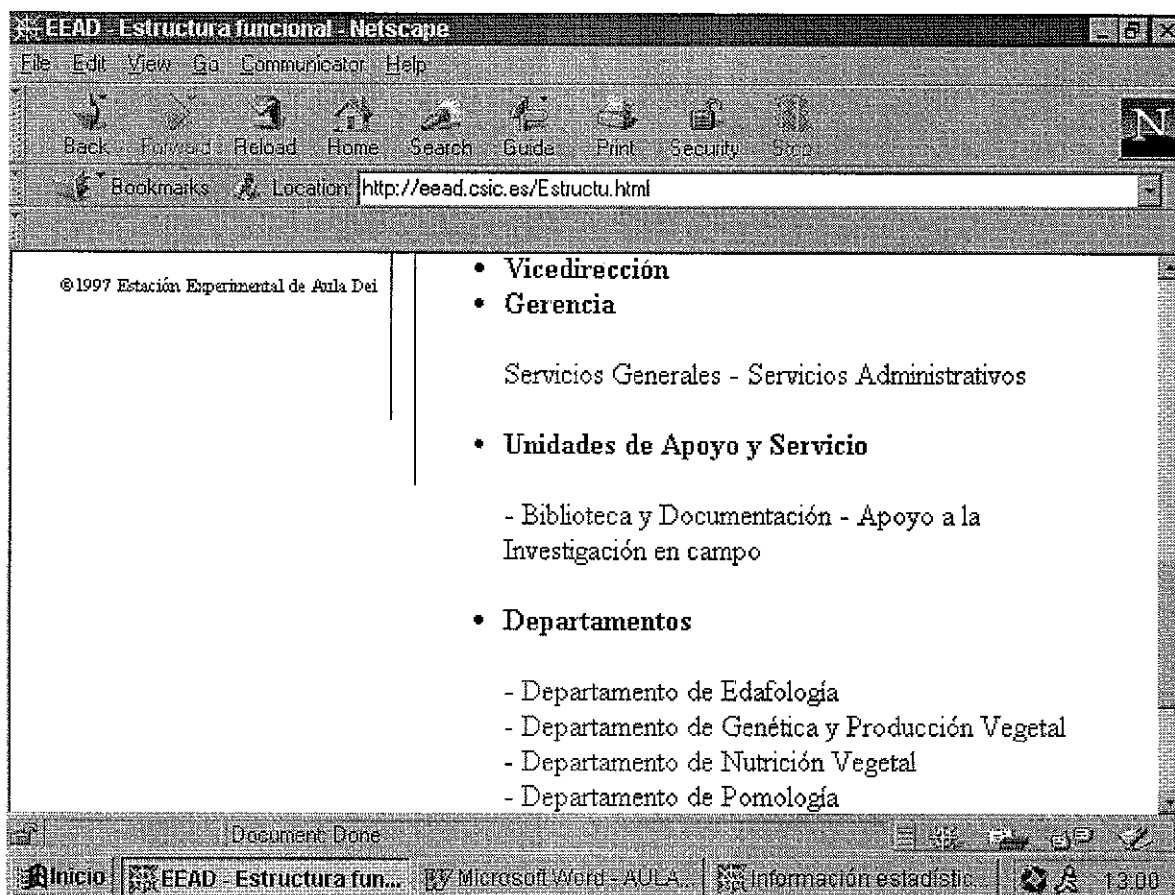 EEAD - Estructura funcional - Netscape
File Edit View Go Communicator Help
Back Forward Reload Home Search Guide Print Security Stop
N
Bookmarks Location: http://eead.csic.es/Estructu.html
©1997 Estación Experimental de Aula Dei
• Vicedirección
• Gerencia
Servicios Generales - Servicios Administrativos
• Unidades de Apoyo y Servicio
- Biblioteca y Documentación - Apoyo a la
Investigación en campo
• Departamentos
- Departamento de Edafología
- Departamento de Genética y Producción Vegetal
- Departamento de Nutrición Vegetal
- Departamento de Pomología
Document: Done
Inicio EEAD - Estructura fun... Microsoft Word - AULA... Información estadístic... 13:00